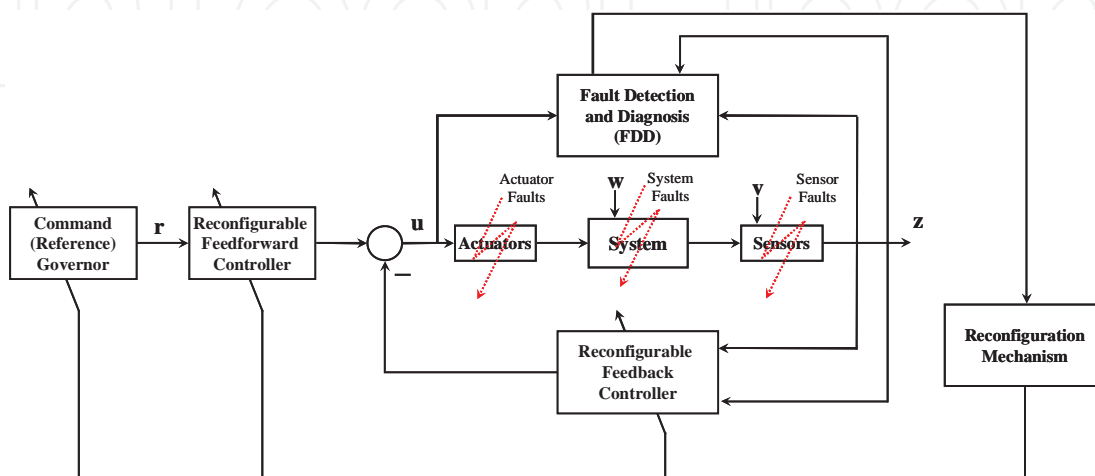 Fault Detection
and Diagnosis
(FDD)
Actuator
Faults
w
System
Faults
v
Sensor
Faults
Command
(Reference)
Governor
r
Reconfigurable
Feedforward
Controller
u
−
Actuators
System
Sensors
z
Reconfigurable
Feedback
Controller
Reconfiguration
Mechanism